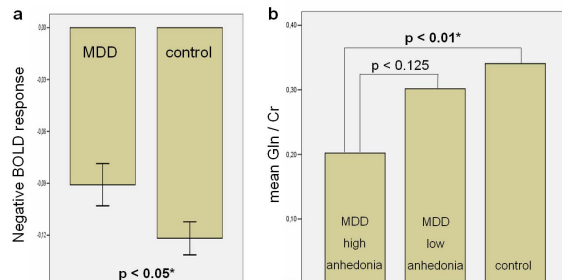 a
0,00
-0,03
-0,06
-0,09
-0,12
Negative BOLD response
MDD
control
p < 0.05*
b
0,40
0,30
0,20
0,10
mean Gln / Cr
p < 0.01*
p < 0.125
MDD
high
anhedonia
MDD
low
anhedonia
control